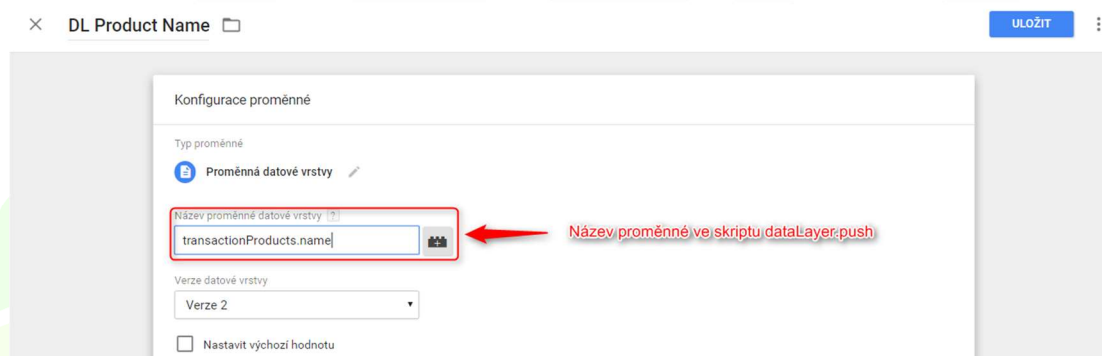 DL Product Name
ULOŽIT
Konfigurace proměnné
Typ proměnné
Proměnná datové vrstvy
Název proměnné datové vrstvy ?
transactionProducts.name
Název proměnné ve skriptu dataLayer.push
Verze datové vrstvy
Verze 2
Nastavit výchozí hodnotu